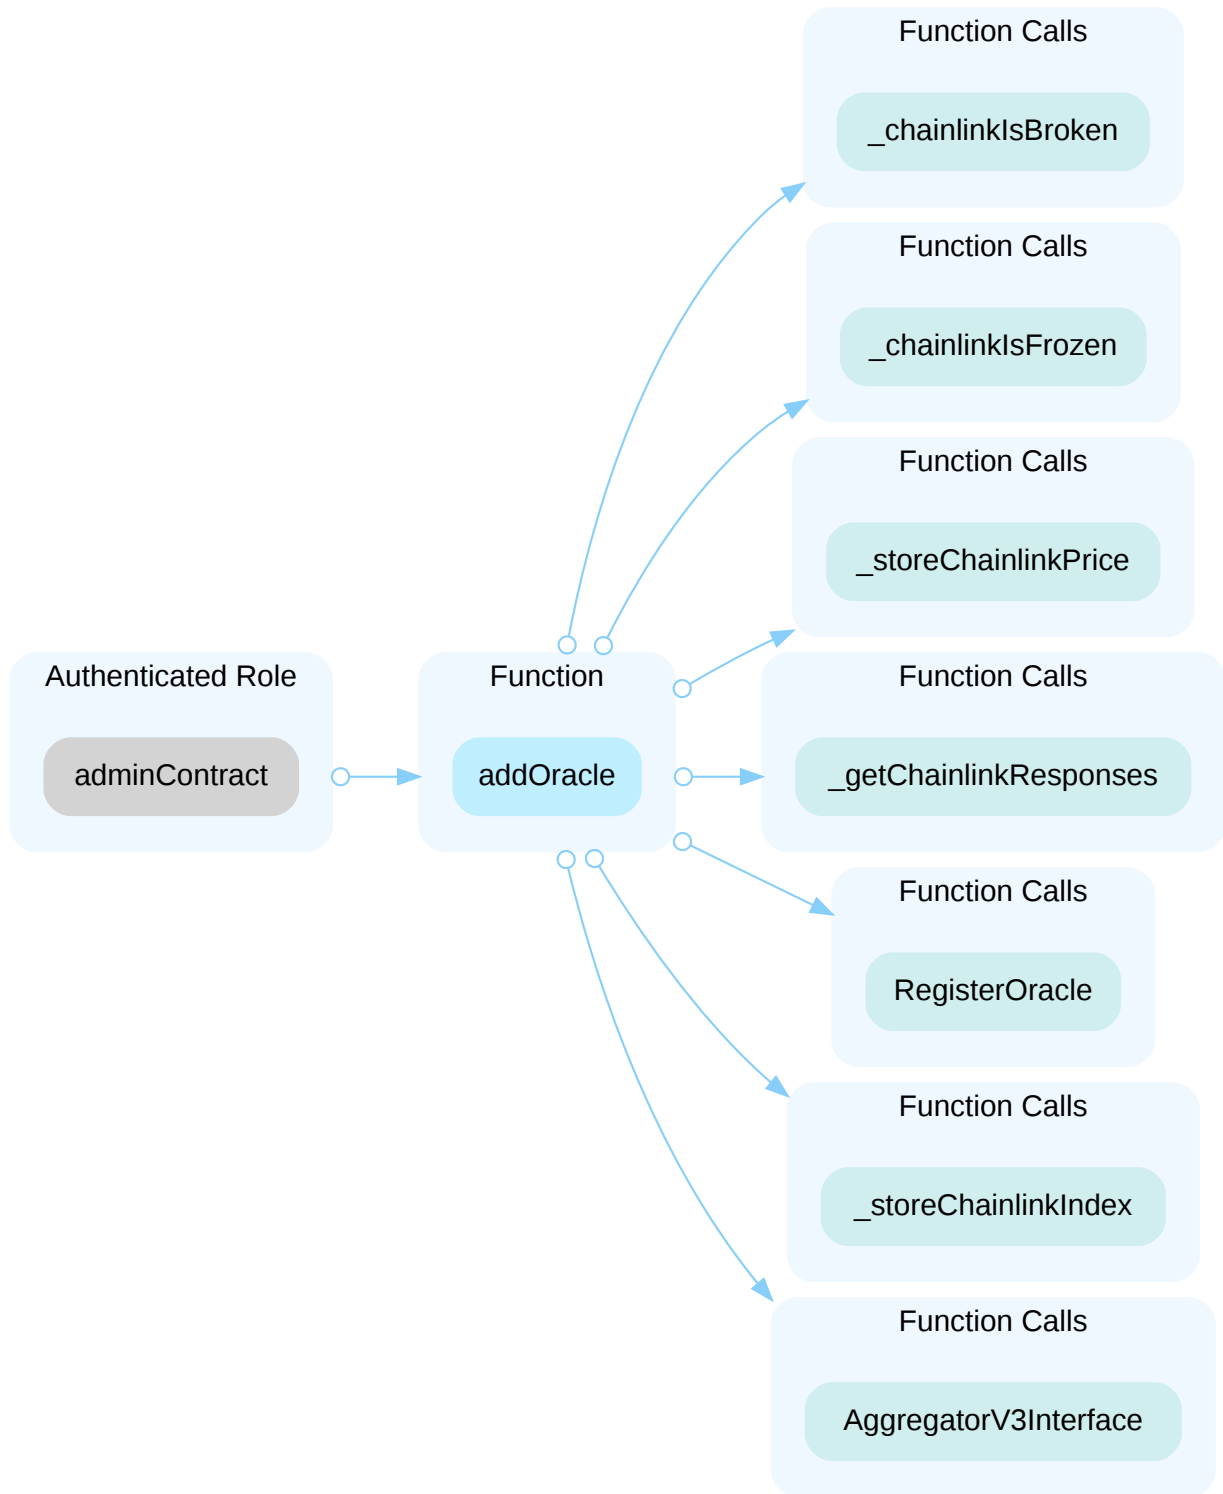 Authenticated Role
adminContract
Function
addOracle
Function Calls
_chainlinkIsBroken
Function Calls
_chainlinkIsFrozen
Function Calls
_storeChainlinkPrice
Function Calls
_getChainlinkResponses
Function Calls
RegisterOracle
Function Calls
_storeChainlinkIndex
Function Calls
AggregatorV3Interface